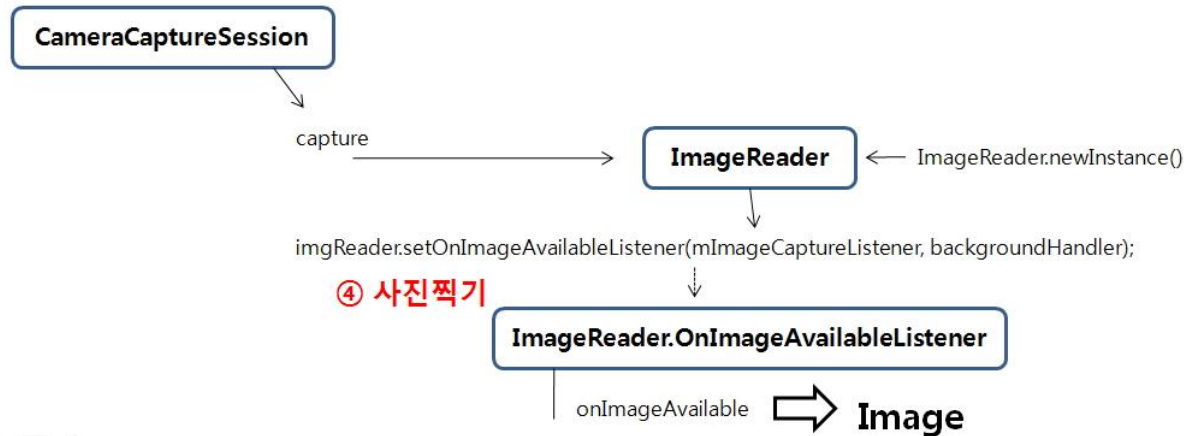 CameraCaptureSession
capture
ImageReader
ImageReader.newInstance()
imgReader.setOnImageAvailableListener(mImageCaptureListener, backgroundHandler);
④ 사진찍기
ImageReader.OnImageAvailableListener
onImageAvailable
Image